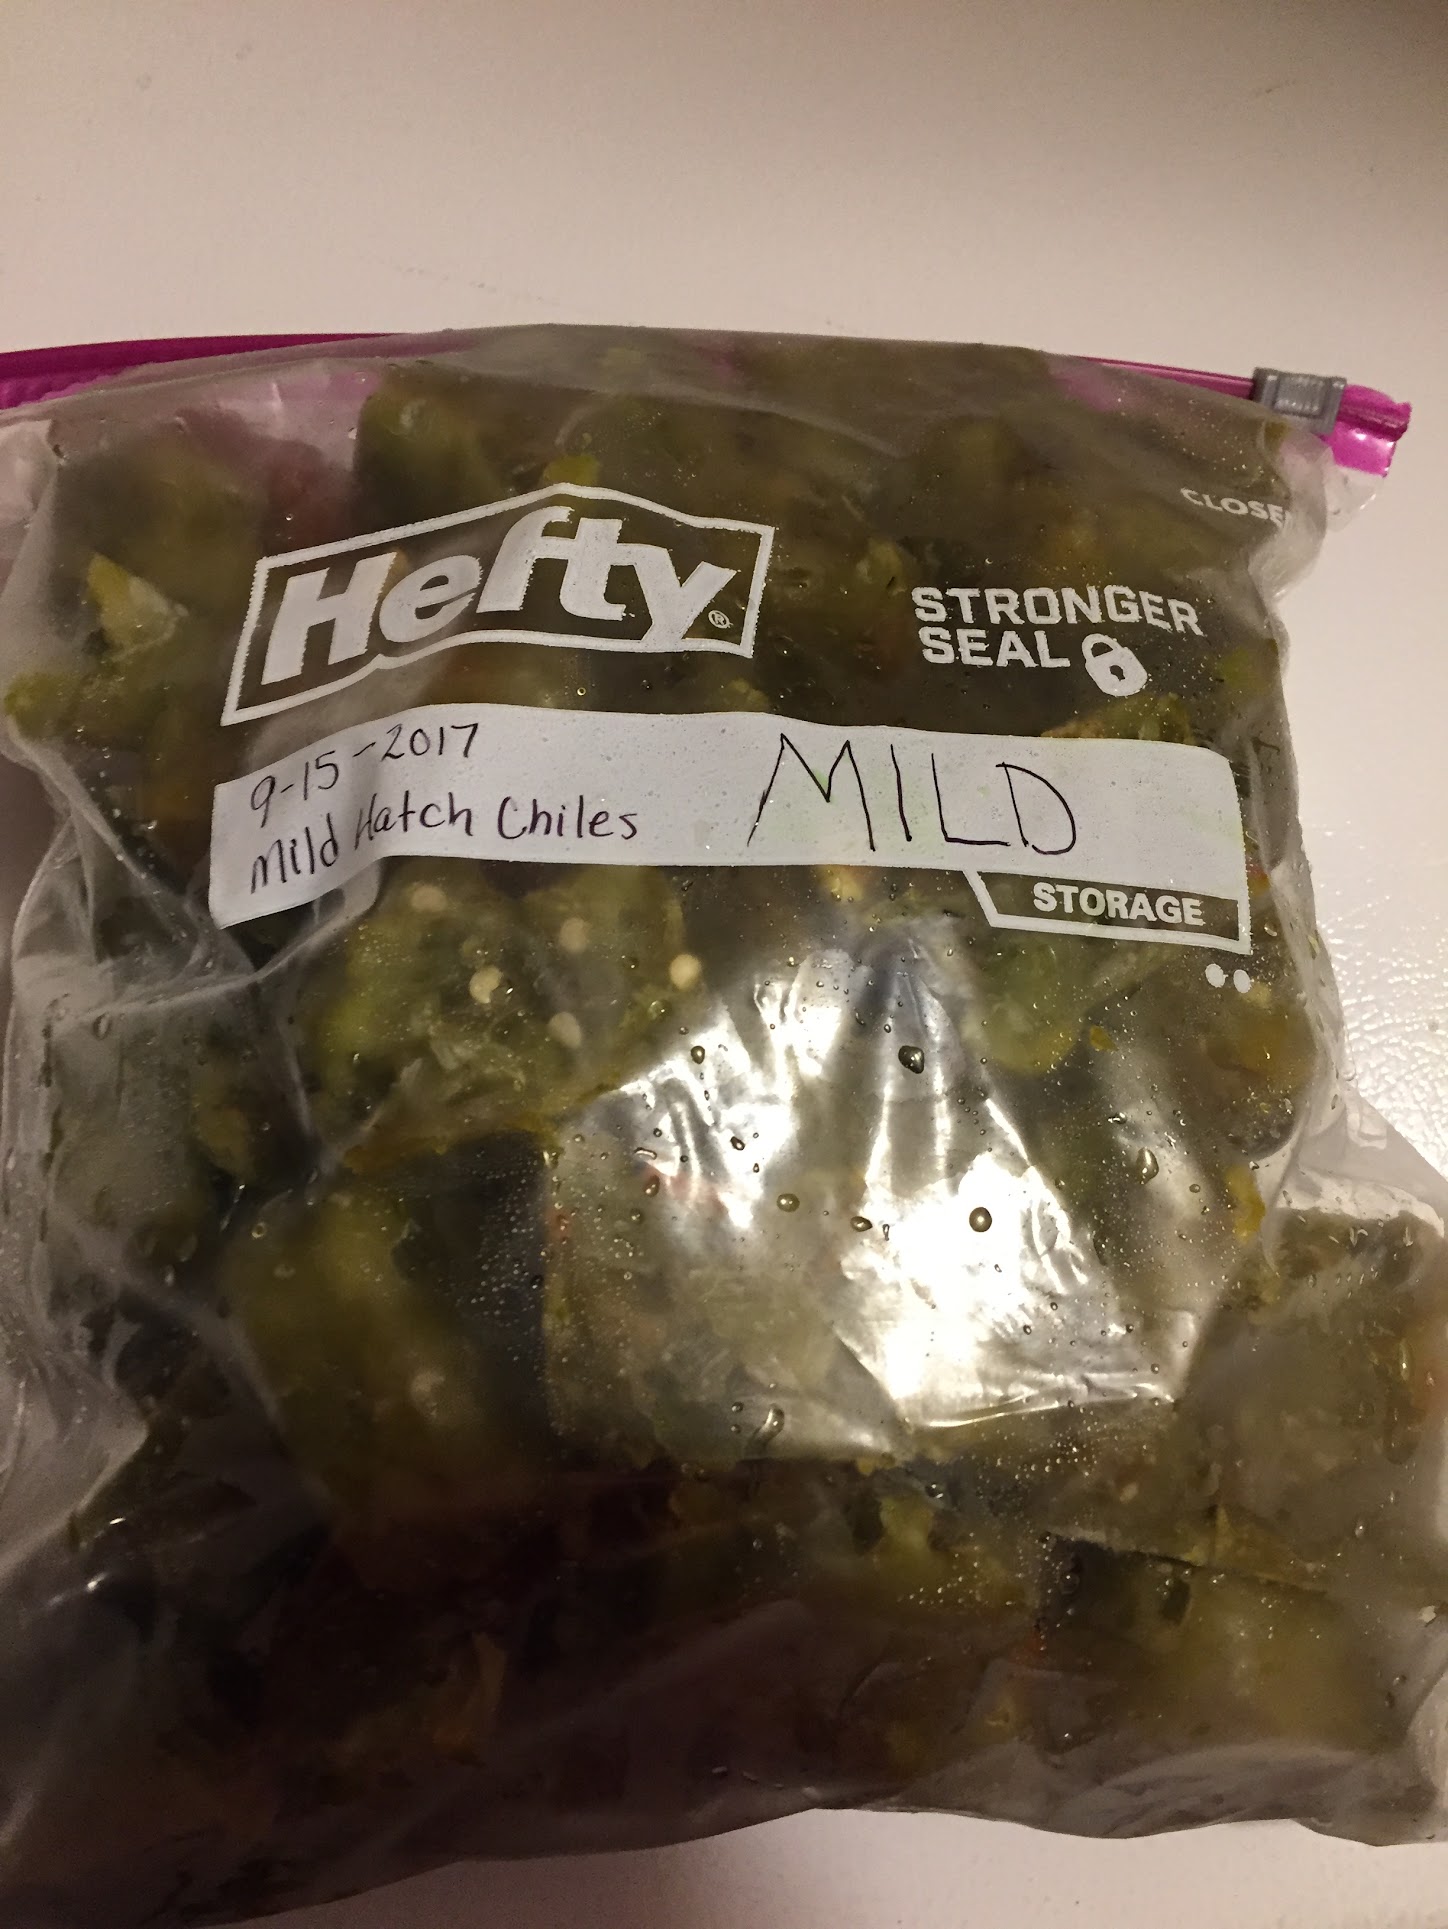 CLOSE
Hefty®
STRONGER
SEAL
9-15-2017
Mild Hatch Chiles
MILD
STORAGE